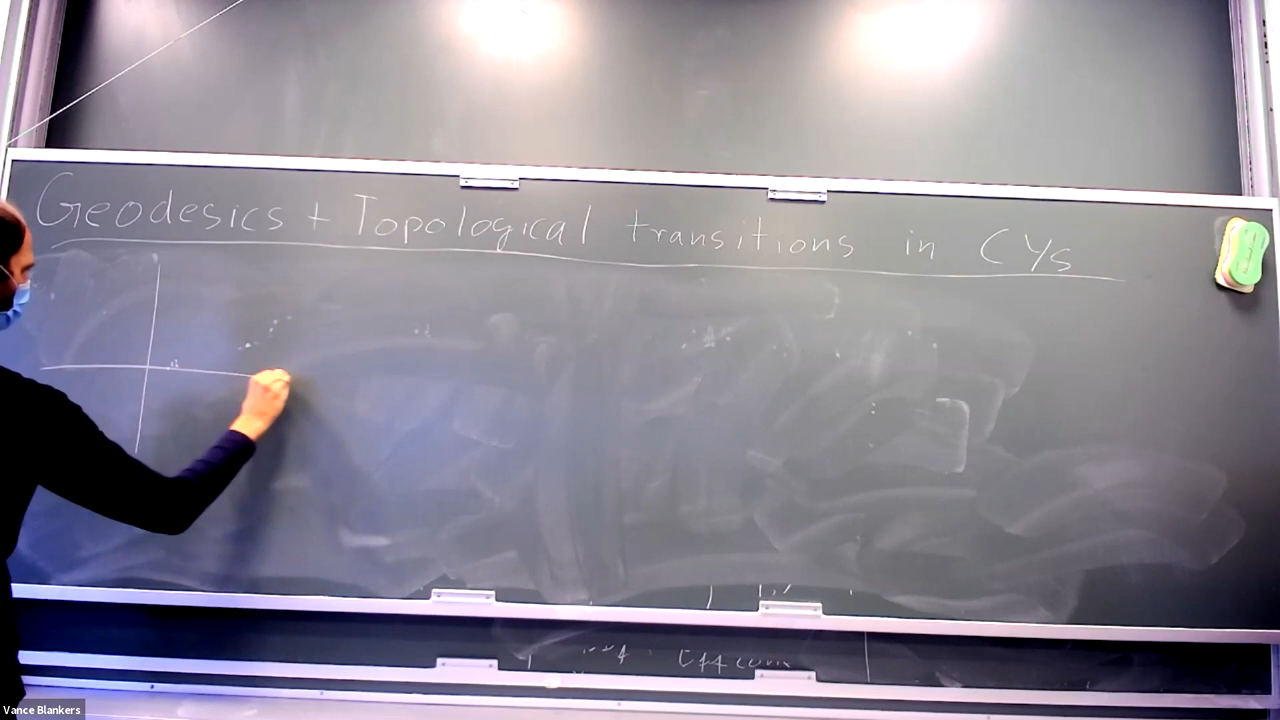 Geodesics + Topological transitions in CYs
Vance Blankers